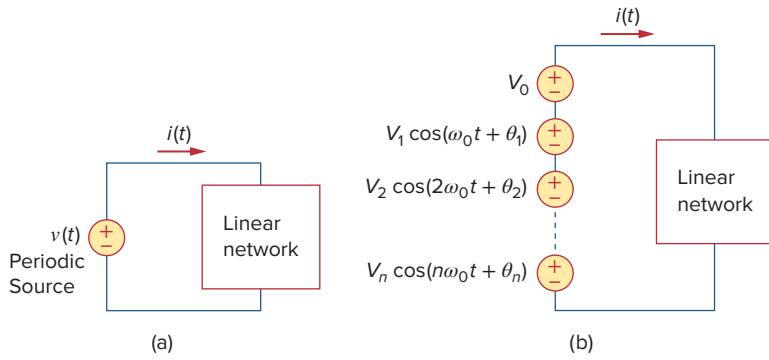 i(t)
v(t)
Periodic
Source
+
−
Linear
network
(a)
i(t)
V₀
+
−
V₁ cos(ω₀t + θ₁)
+
−
V₂ cos(2ω₀t + θ₂)
+
−
Vₙ cos(nω₀t + θₙ)
+
−
Linear
network
(b)